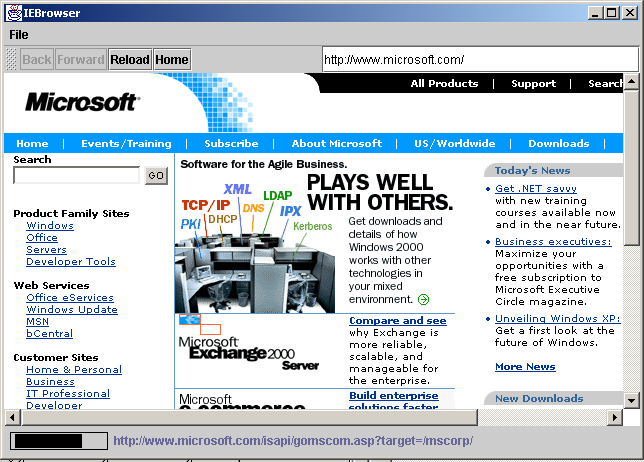 IEBrowser
File
Back Forward Reload Home http://www.microsoft.com/
All Products | Support | Search
Microsoft
Home | Events/Training | Subscribe | About Microsoft | US/Worldwide | Downloads |
Search
GO
Product Family Sites
Windows
Office
Servers
Developer Tools
Web Services
Office eServices
Windows Update
MSN
bCentral
Customer Sites
Home & Personal
Business
IT Professional
Developer
Software for the Agile Business.
PLAYS WELL
WITH OTHERS.
XML
LDAP
TCP/IP
DNS
IPX
DHCP
PKI
Kerberos
Get downloads and
details of how
Windows 2000
works with other
technologies in
your mixed
environment.
Microsoft
Exchange2000
Server
Compare and see
why Exchange is
more reliable,
scalable, and
manageable for
the enterprise.
Microsoft
e-commerce
Build enterprise
solutions faster
Today's News
Get .NET savvy
with new training
courses available now
and in the near future.
Business executives:
Maximize your
opportunities with a
free subscription to
Microsoft Executive
Circle magazine.
Unveiling Windows XP:
Get a first look at the
future of Windows.
More News
New Downloads
http://www.microsoft.com/isapi/gomscom.asp?target=/mscorp/